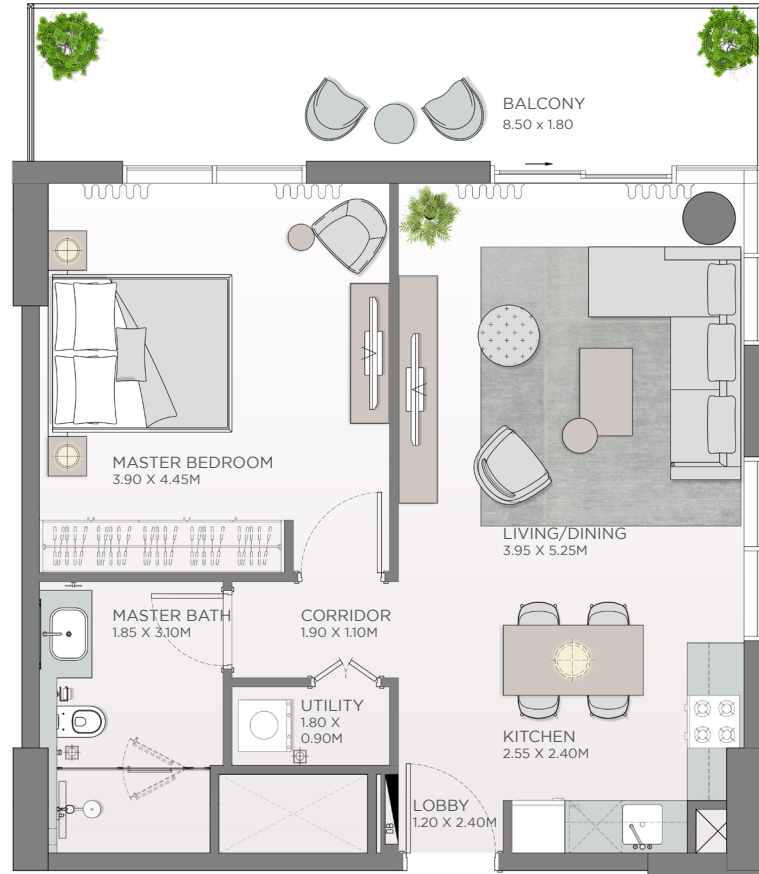 BALCONY
8.50 x 1.80
MASTER BEDROOM
3.90 X 4.45M
LIVING/DINING
3.95 X 5.25M
MASTER BATH
1.85 X 3.10M
CORRIDOR
1.90 X 1.10M
UTILITY
1.80 X
0.90M
KITCHEN
2.55 X 2.40M
LOBBY
1.20 X 2.40M
DB